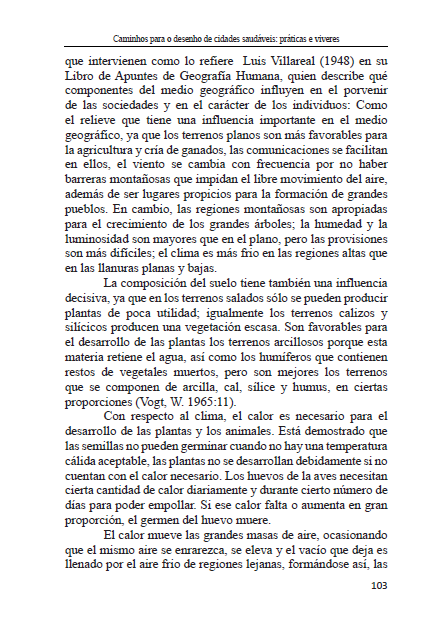 Caminhos para o desenho de cidades saudáveis: práticas e viveres
que intervienen como lo refiere Luis Villareal (1948) en su
Libro de Apuntes de Geografía Humana, quien describe qué
componentes del medio geográfico influyen en el porvenir
de las sociedades y en el carácter de los individuos: Como
el relieve que tiene una influencia importante en el medio
geográfico, ya que los terrenos planos son más favorables para
la agricultura y cría de ganados, las comunicaciones se facilitan
en ellos, el viento se cambia con frecuencia por no haber
barreras montañosas que impidan el libre movimiento del aire,
además de ser lugares propicios para la formación de grandes
pueblos. En cambio, las regiones montañosas son apropiadas
para el crecimiento de los grandes árboles; la humedad y la
luminosidad son mayores que en el plano, pero las provisiones
son más difíciles; el clima es más frio en las regiones altas que
en las llanuras planas y bajas.
La composición del suelo tiene también una influencia
decisiva, ya que en los terrenos salados sólo se pueden producir
plantas de poca utilidad; igualmente los terrenos calizos y
silícicos producen una vegetación escasa. Son favorables para
el desarrollo de las plantas los terrenos arcillosos porque esta
materia retiene el agua, así como los humíferos que contienen
restos de vegetales muertos, pero son mejores los terrenos
que se componen de arcilla, cal, sílice y humus, en ciertas
proporciones (Vogt, W. 1965:11).
Con respecto al clima, el calor es necesario para el
desarrollo de las plantas y los animales. Está demostrado que
las semillas no pueden germinar cuando no hay una temperatura
cálida aceptable, las plantas no se desarrollan debidamente si no
cuentan con el calor necesario. Los huevos de la aves necesitan
cierta cantidad de calor diariamente y durante cierto número de
días para poder empollar. Si ese calor falta o aumenta en gran
proporción, el germen del huevo muere.
El calor mueve las grandes masas de aire, ocasionando
que el mismo aire se enrarezca, se eleva y el vacío que deja es
llenado por el aire frio de regiones lejanas, formándose así, las
103